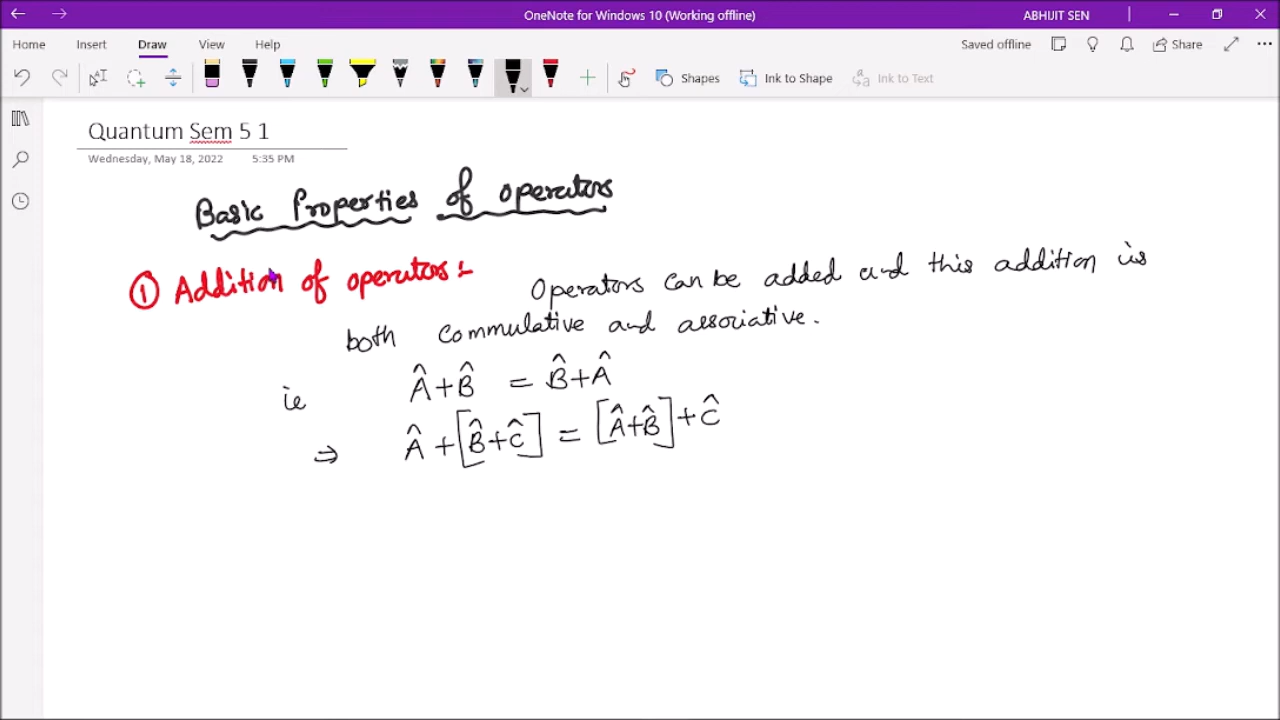 OneNote for Windows 10 (Working offline)
ABHIJIT SEN
Home Insert Draw View Help
Saved offline Share
Shapes Ink to Shape Ink to Text
Quantum Sem 5 1
Wednesday, May 18, 2022 5:35 PM
Basic Properties of operators
① Addition of operators:- Operators can be added and this addition is
both commulative and associative.
ie Â+B̂ = B̂+Â
⇒ Â+[B̂+Ĉ] = [Â+B̂]+Ĉ